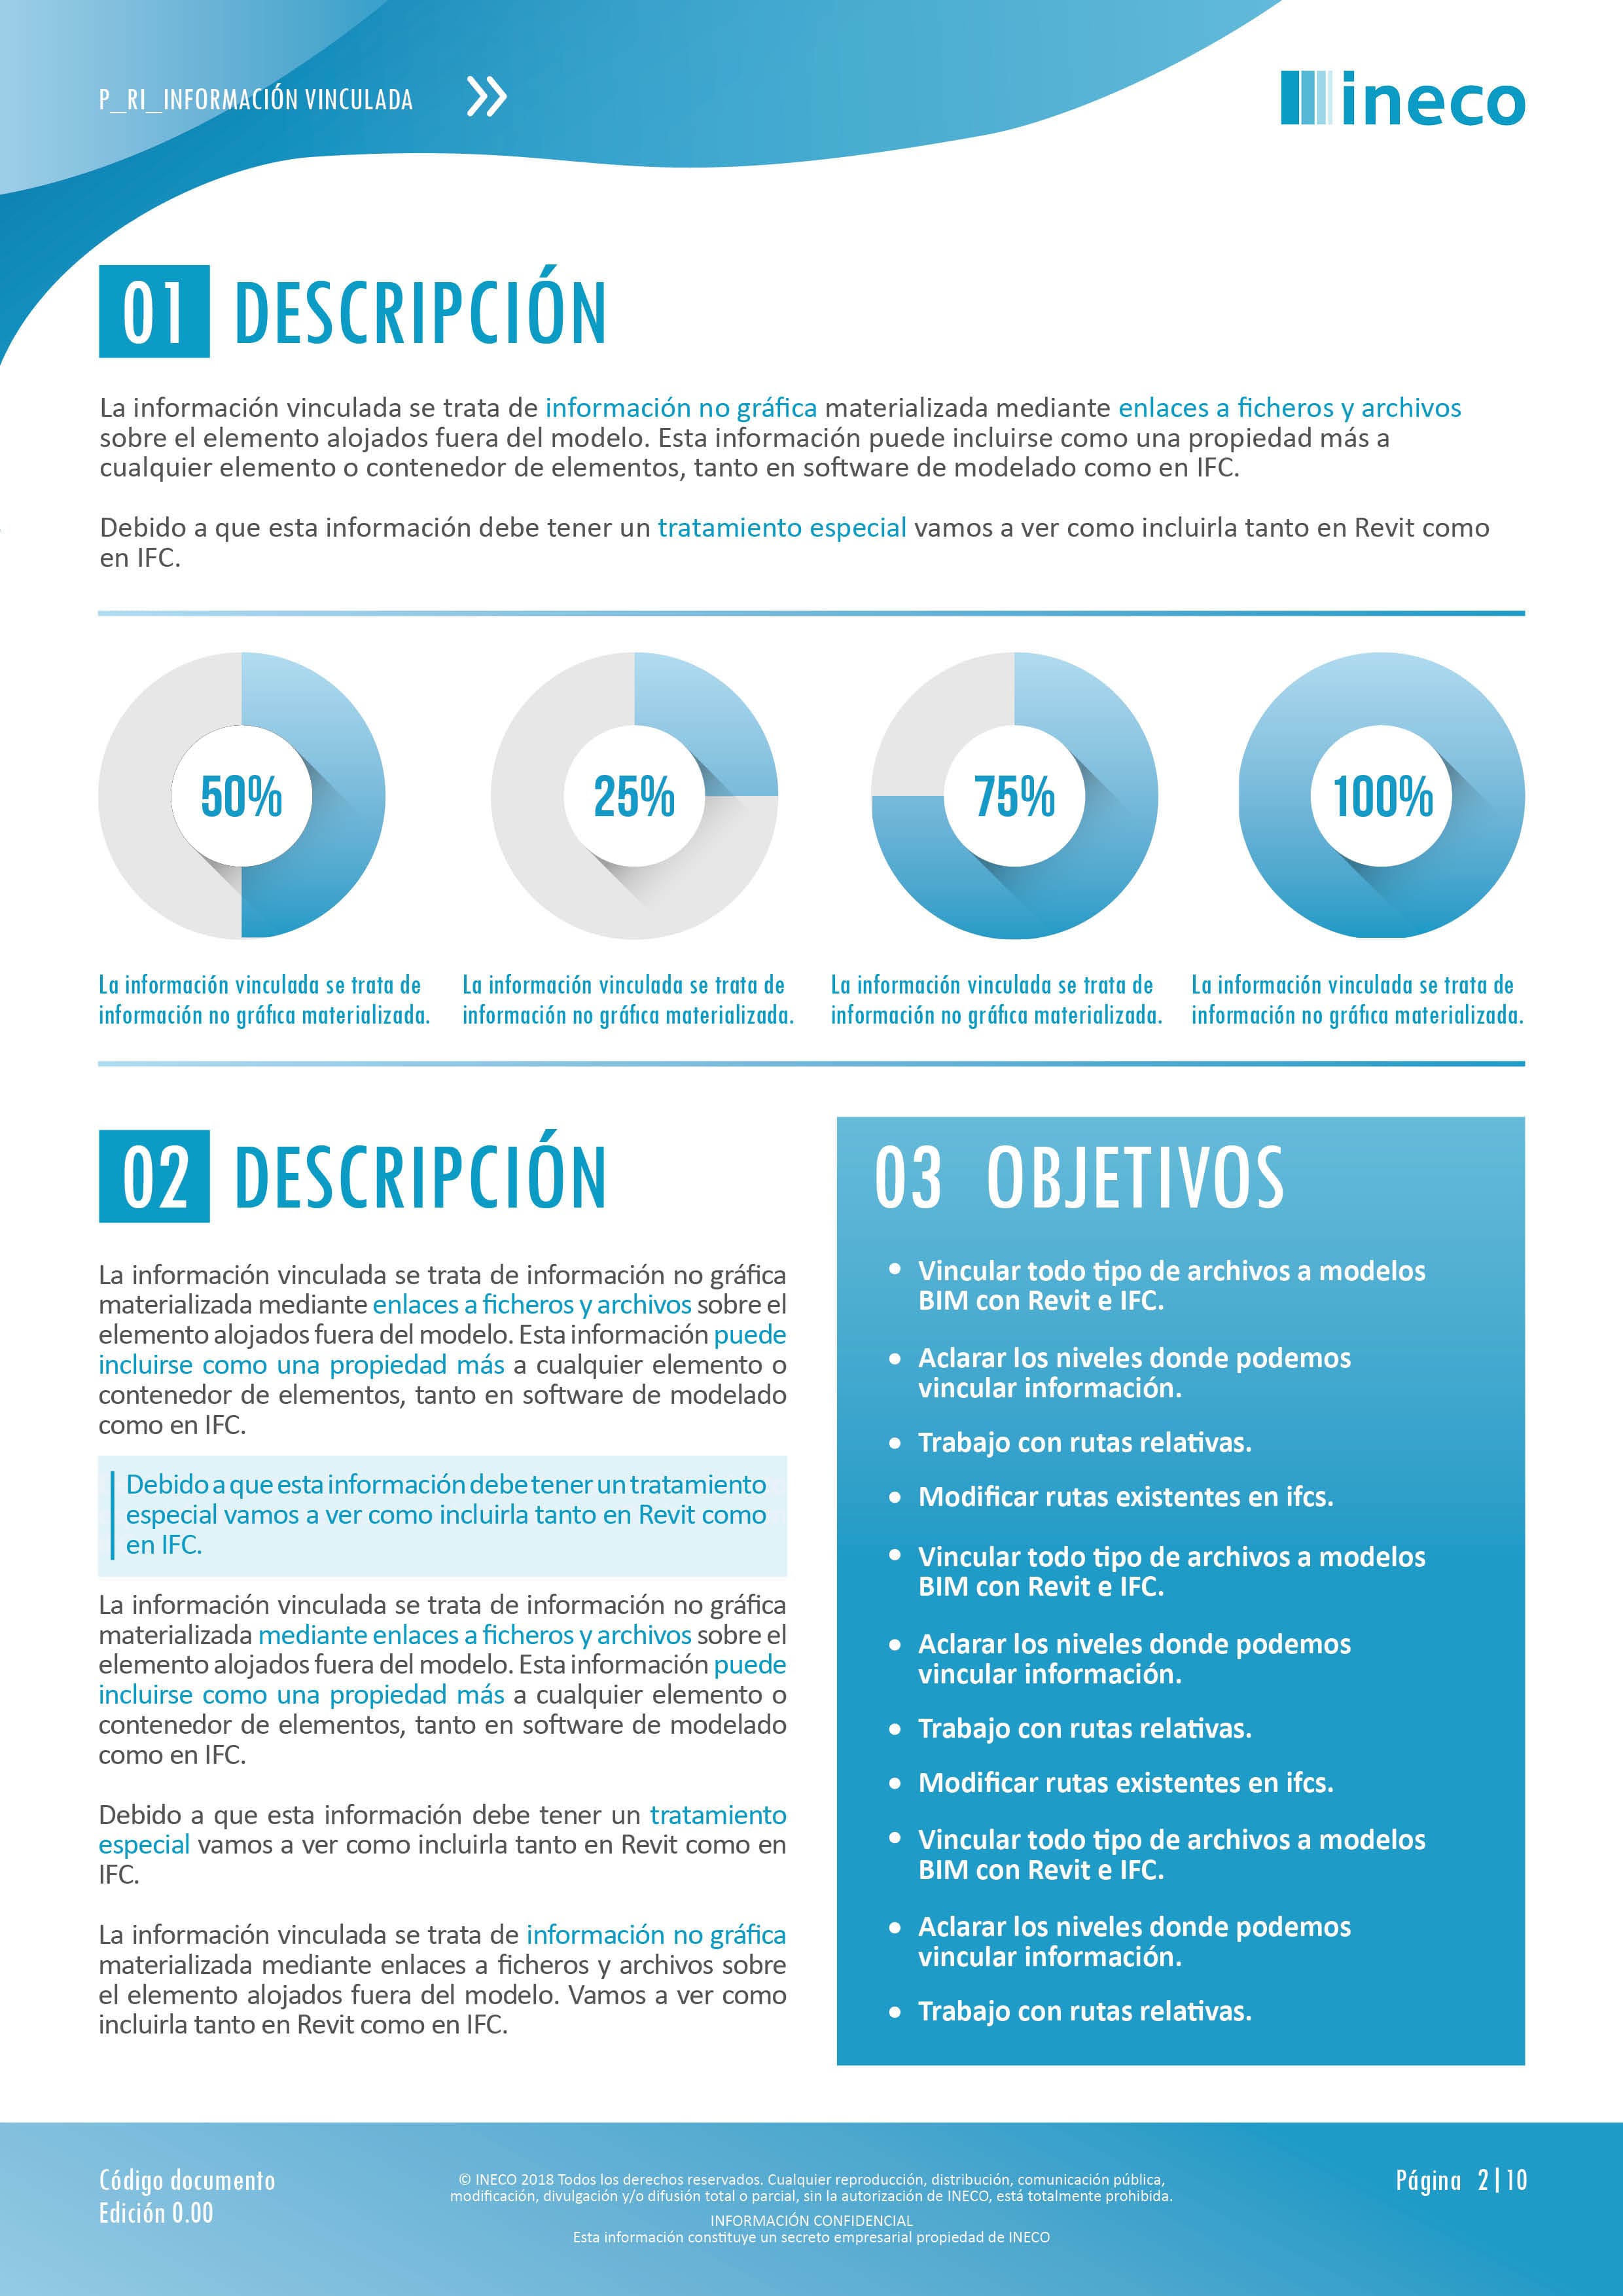 P_RI_INFORMACIÓN VINCULADA
ineco
01 DESCRIPCIÓN
La información vinculada se trata de información no gráfica materializada mediante enlaces a ficheros y archivos
sobre el elemento alojados fuera del modelo. Esta información puede incluirse como una propiedad más a
cualquier elemento o contenedor de elementos, tanto en software de modelado como en IFC.
Debido a que esta información debe tener un tratamiento especial vamos a ver como incluirla tanto en Revit como
en IFC.
50%
25%
75%
100%
La información vinculada se trata de
información no gráfica materializada.
La información vinculada se trata de
información no gráfica materializada.
La información vinculada se trata de
información no gráfica materializada.
La información vinculada se trata de
información no gráfica materializada.
02 DESCRIPCIÓN
La información vinculada se trata de información no gráfica
materializada mediante enlaces a ficheros y archivos sobre el
elemento alojados fuera del modelo. Esta información puede
incluirse como una propiedad más a cualquier elemento o
contenedor de elementos, tanto en software de modelado
como en IFC.
Debido a que esta información debe tener un tratamiento
especial vamos a ver como incluirla tanto en Revit como
en IFC.
La información vinculada se trata de información no gráfica
materializada mediante enlaces a ficheros y archivos sobre el
elemento alojados fuera del modelo. Esta información puede
incluirse como una propiedad más a cualquier elemento o
contenedor de elementos, tanto en software de modelado
como en IFC.
Debido a que esta información debe tener un tratamiento
especial vamos a ver como incluirla tanto en Revit como en
IFC.
La información vinculada se trata de información no gráfica
materializada mediante enlaces a ficheros y archivos sobre
el elemento alojados fuera del modelo. Vamos a ver como
incluirla tanto en Revit como en IFC.
03 OBJETIVOS
• Vincular todo tipo de archivos a modelos
BIM con Revit e IFC.
• Aclarar los niveles donde podemos
vincular información.
• Trabajo con rutas relativas.
• Modificar rutas existentes en ifcs.
• Vincular todo tipo de archivos a modelos
BIM con Revit e IFC.
• Aclarar los niveles donde podemos
vincular información.
• Trabajo con rutas relativas.
• Modificar rutas existentes en ifcs.
• Vincular todo tipo de archivos a modelos
BIM con Revit e IFC.
• Aclarar los niveles donde podemos
vincular información.
• Trabajo con rutas relativas.
Código documento
Edición 0.00
© INECO 2018 Todos los derechos reservados. Cualquier reproducción, distribución, comunicación pública,
modificación, divulgación y/o difusión total o parcial, sin la autorización de INECO, está totalmente prohibida.
INFORMACIÓN CONFIDENCIAL
Esta información constituye un secreto empresarial propiedad de INECO
Página 2|10